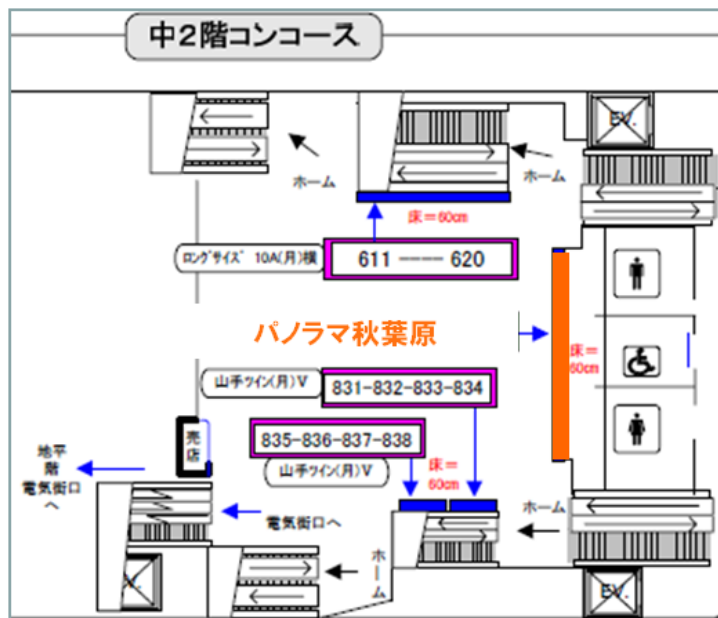 中2階コンコース
EV.
ホーム
ホーム
床＝60cm
ロングサイズ 10A(月)横
611 ---- 620
パノラマ秋葉原
床＝
60cm
山手ツイン(月)V
831-832-833-834
835-836-837-838
山手ツイン(月)V
床＝
60cm
売店
地平
階
電気街口
へ
電気街口へ
ホーム
ホーム
V.
EV.